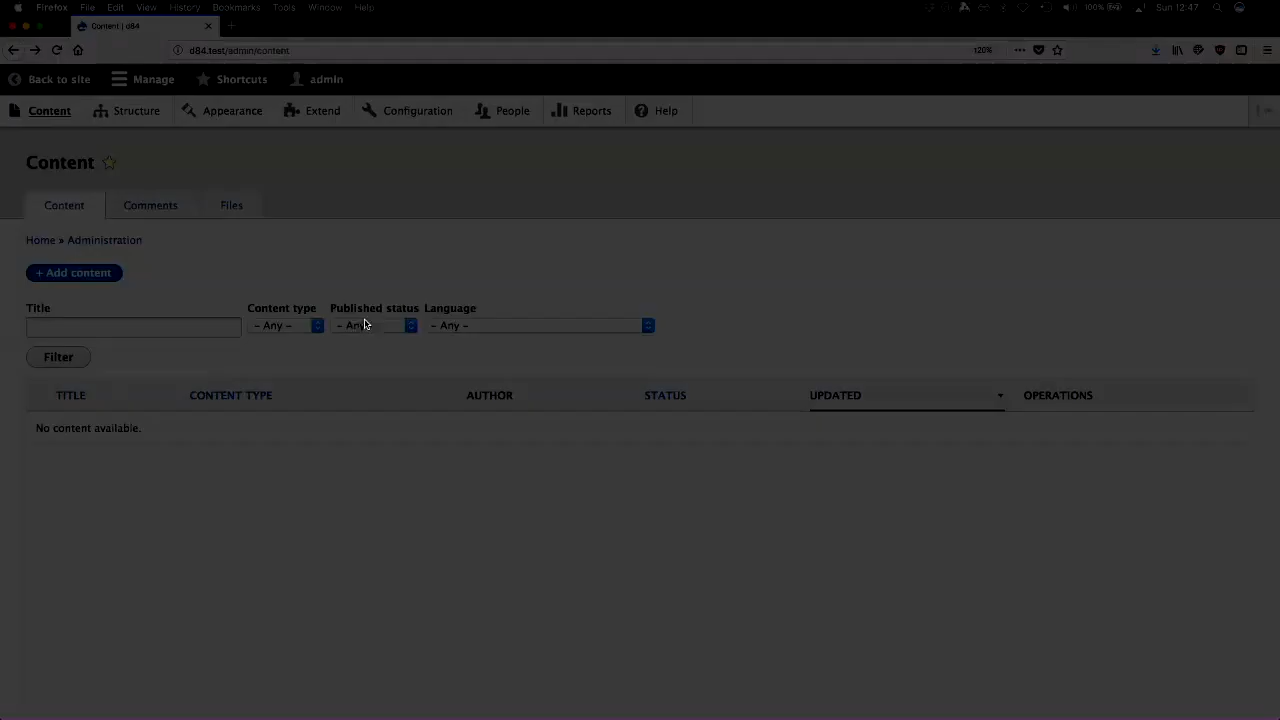 Firefox File Edit View History Bookmarks Tools Window Help 100% Sun 12:47
Content | d84
d84.test/admin/content 120%
Back to site Manage Shortcuts admin
Content Structure Appearance Extend Configuration People Reports Help
Content
Content Comments Files
Home » Administration
+ Add content
Title Content type Published status Language
- Any - - Any - - Any -
Filter
TITLE CONTENT TYPE AUTHOR STATUS UPDATED OPERATIONS
No content available.